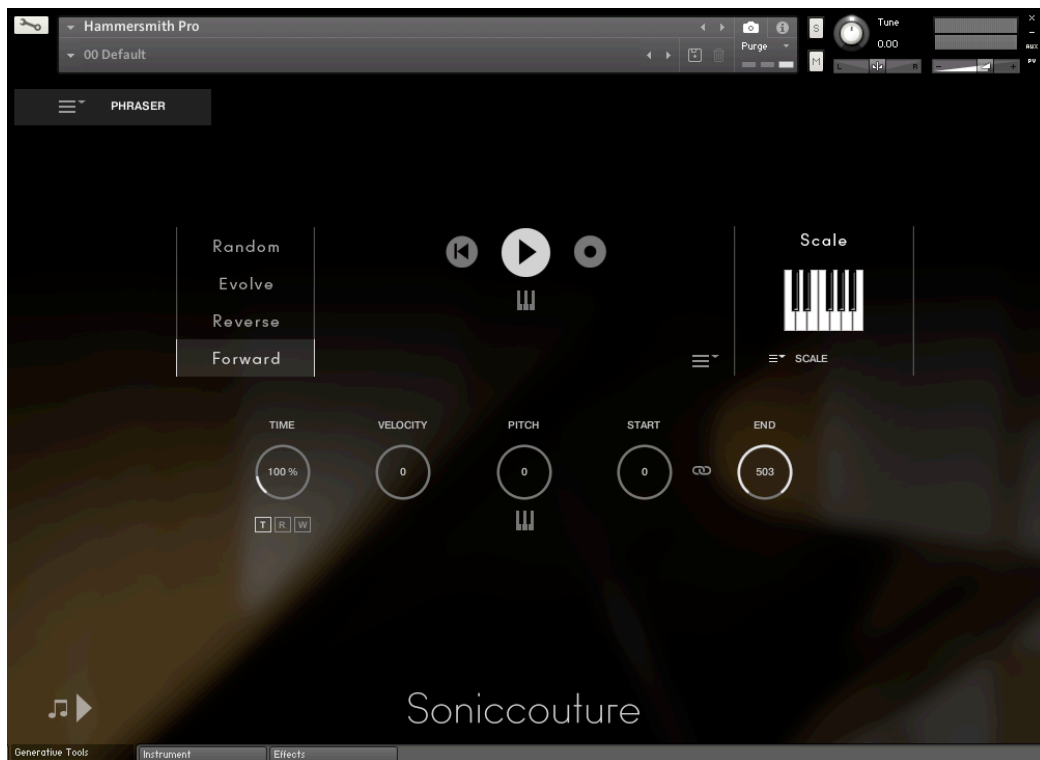 Hammersmith Pro
00 Default
Purge
S
M
Tune
0.00
L R
- +
×
-
AUX
PV
PHRASER
Random
Evolve
Reverse
Forward
Scale
SCALE
TIME VELOCITY PITCH START END
100 % 0 0 0 503
T R W
Soniccouture
Generative Tools Instrument Effects